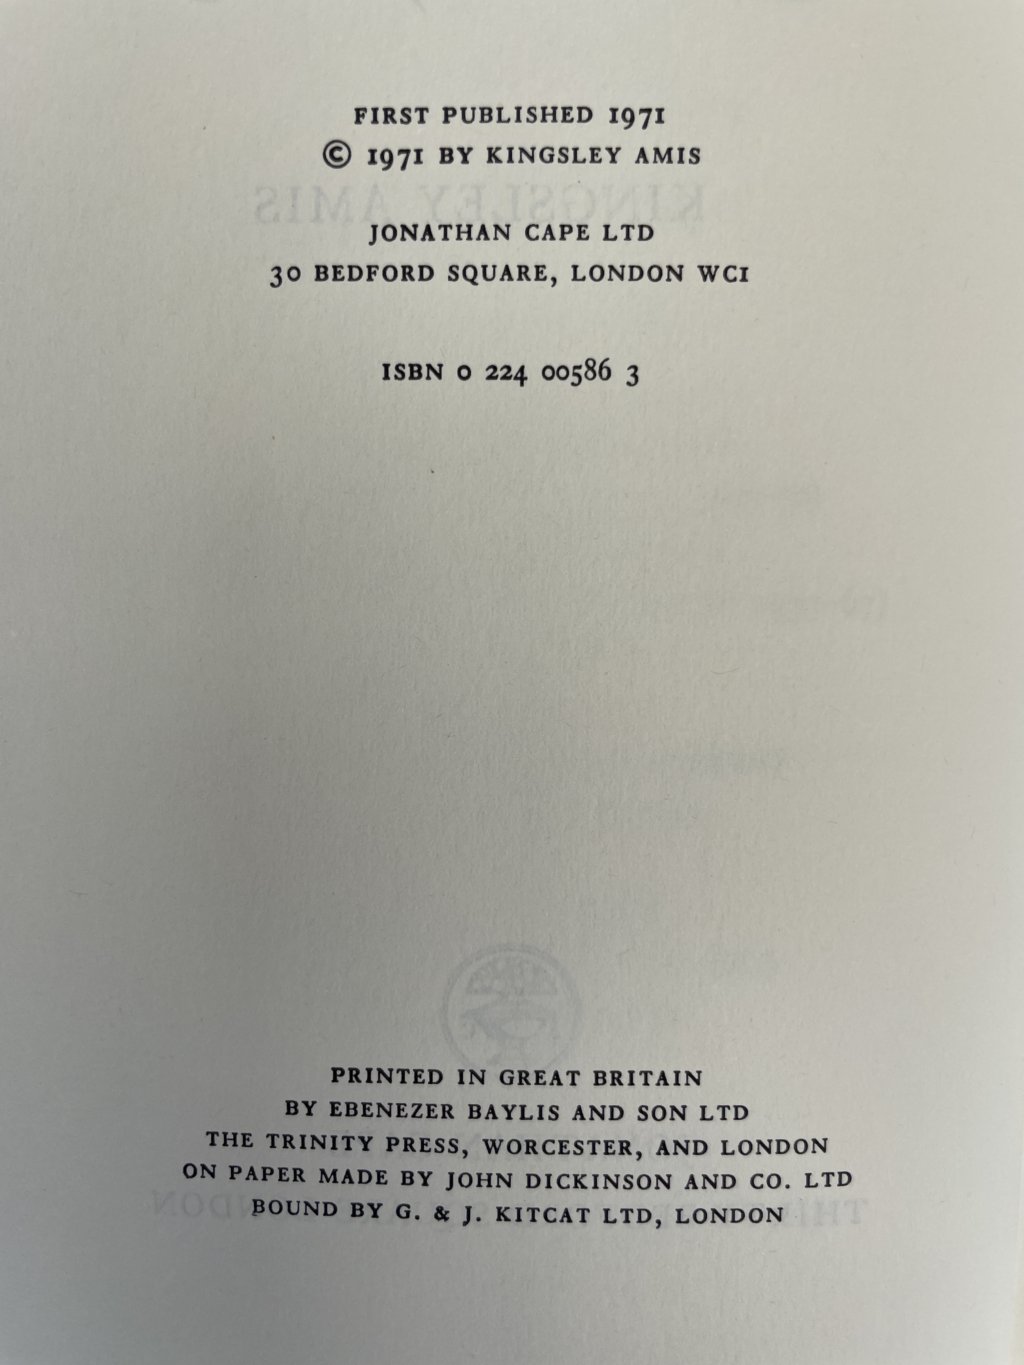 FIRST PUBLISHED 1971
© 1971 BY KINGSLEY AMIS
KINGSLEY AMIS
JONATHAN CAPE LTD
30 BEDFORD SQUARE, LONDON WC1
ISBN 0 224 00586 3
PRINTED IN GREAT BRITAIN
BY EBENEZER BAYLIS AND SON LTD
THE TRINITY PRESS, WORCESTER, AND LONDON
ON PAPER MADE BY JOHN DICKINSON AND CO. LTD
BOUND BY G. & J. KITCAT LTD, LONDON